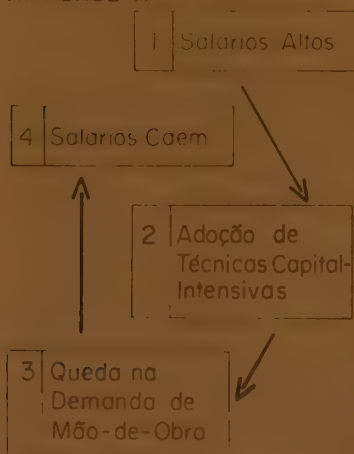 1 Salários Altos
4 Salarios Caem
2 Adoção de
Técnicas Capital-
Intensivas
3 Queda na
Demanda de
Mão-de-Obra